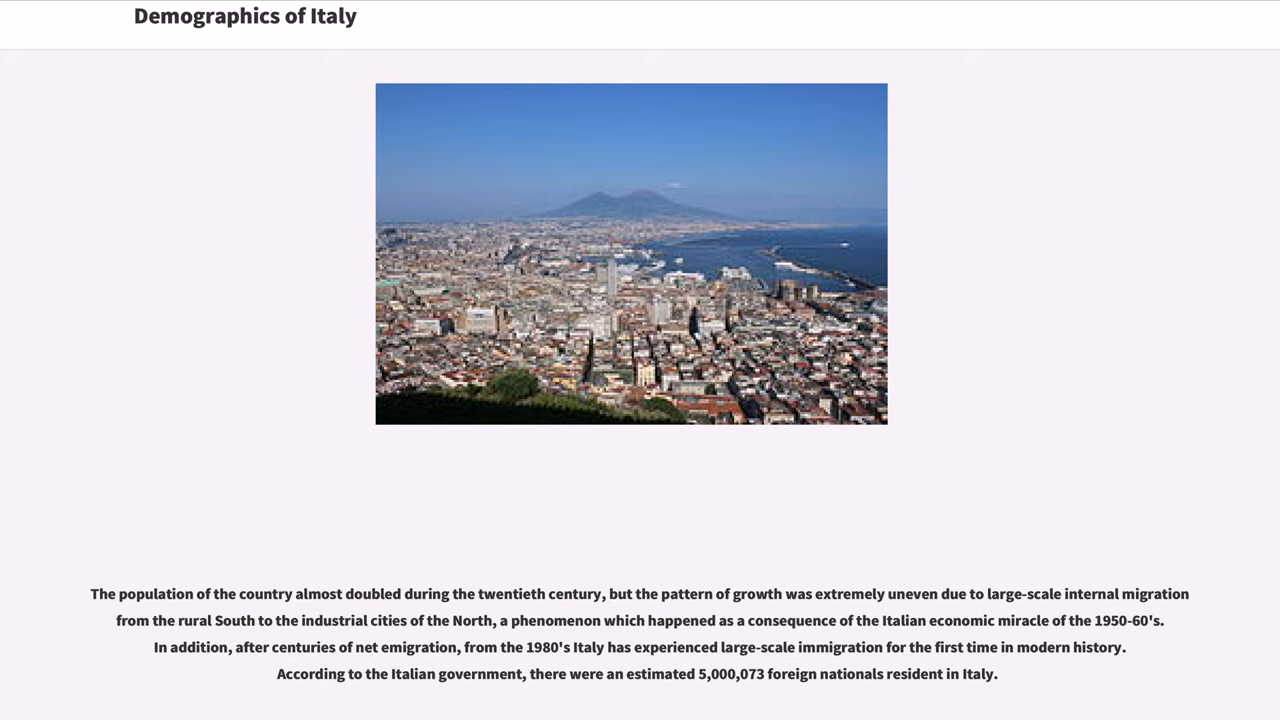 Demographics of Italy
The population of the country almost doubled during the twentieth century, but the pattern of growth was extremely uneven due to large-scale internal migration
from the rural South to the industrial cities of the North, a phenomenon which happened as a consequence of the Italian economic miracle of the 1950-60's.
In addition, after centuries of net emigration, from the 1980's Italy has experienced large-scale immigration for the first time in modern history.
According to the Italian government, there were an estimated 5,000,073 foreign nationals resident in Italy.